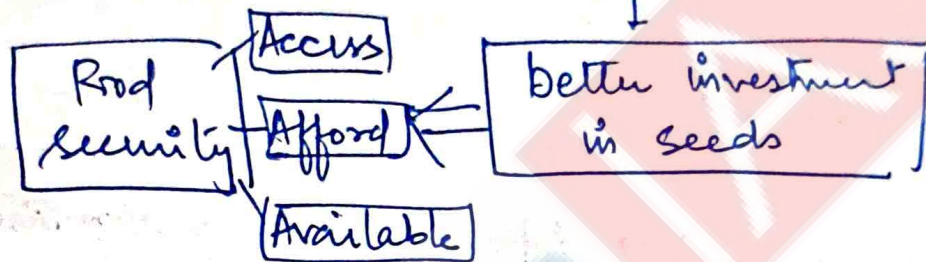 Access
Food
security
Afford
Available
better investment
in seeds